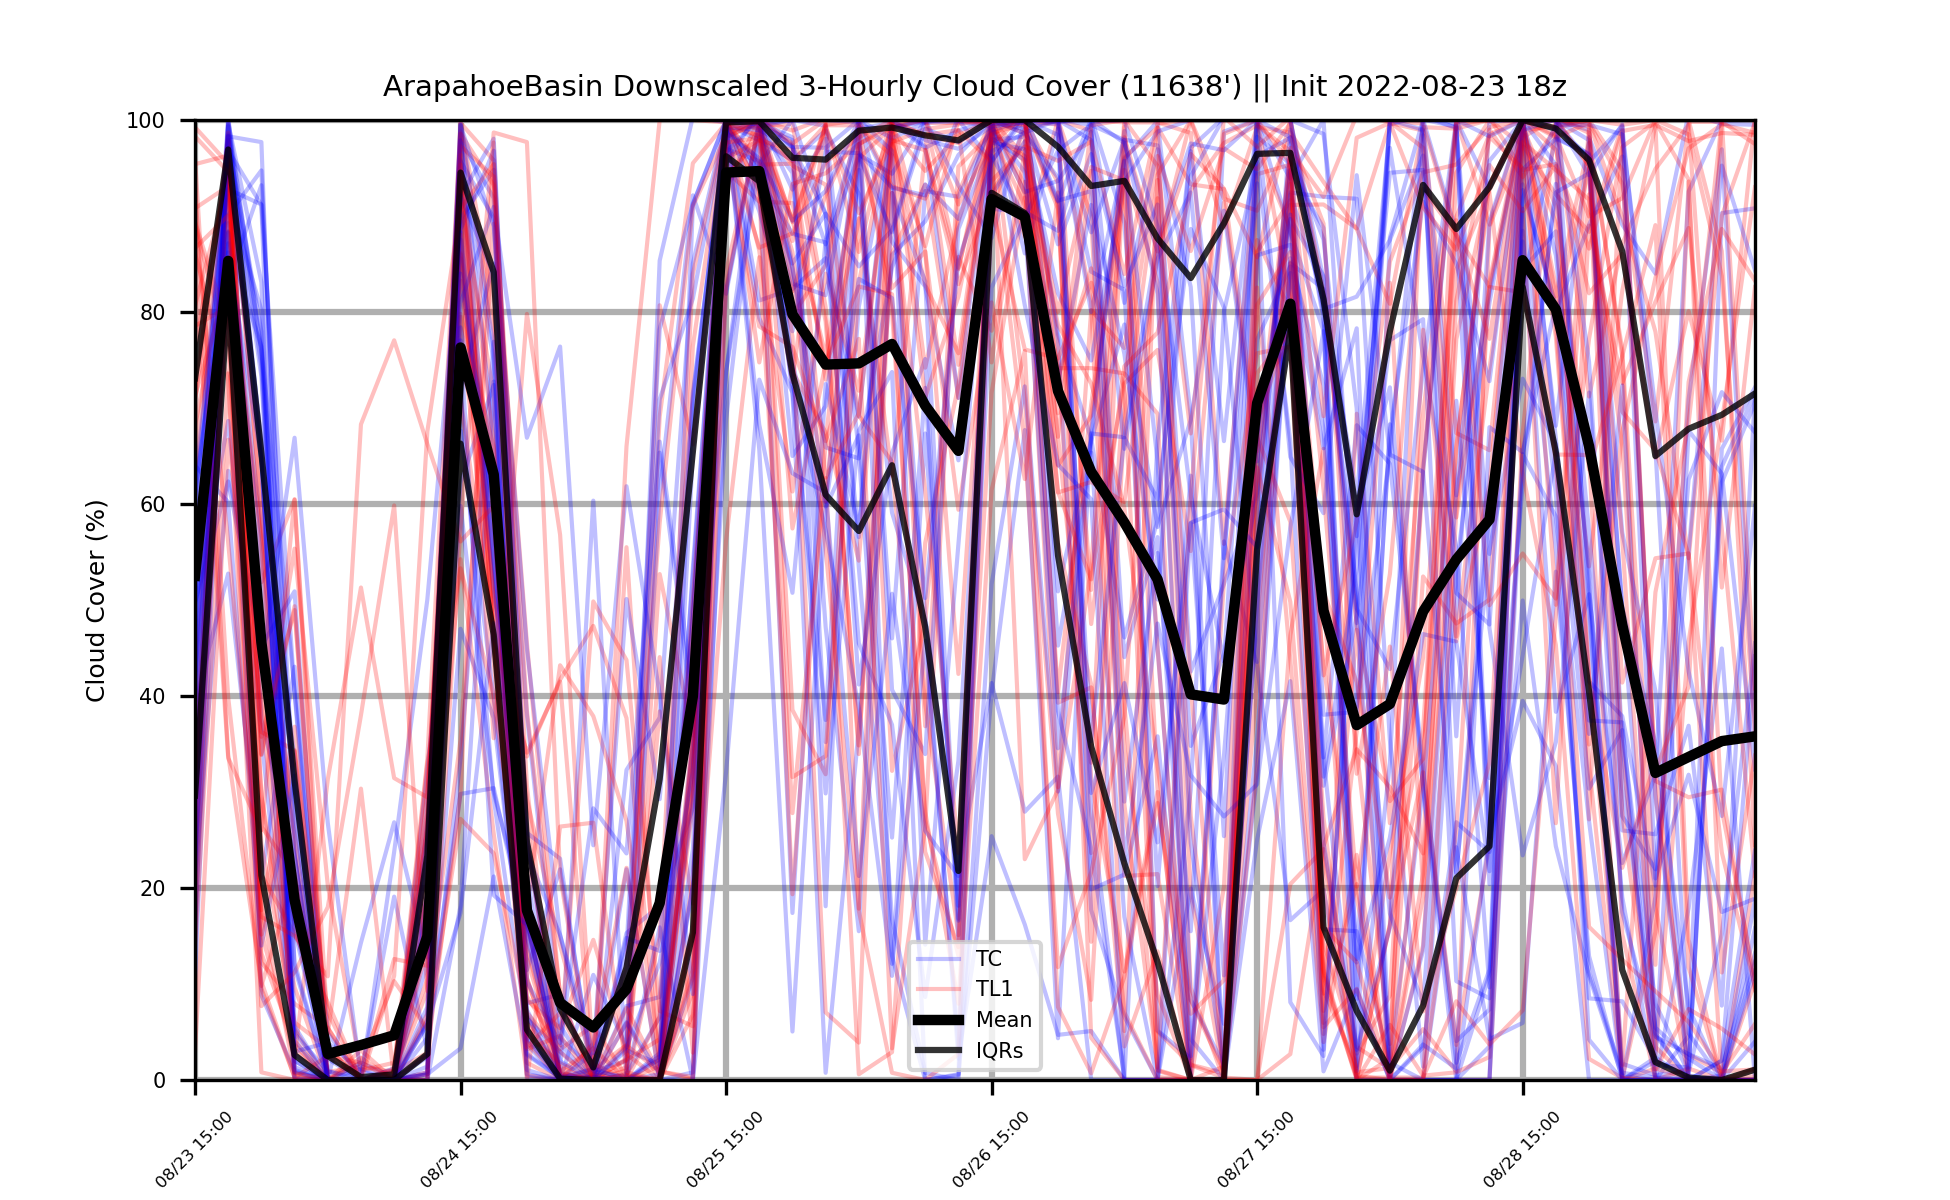 ArapahoeBasin Downscaled 3-Hourly Cloud Cover (11638') || Init 2022-08-23 18z
Cloud Cover (%)
100
80
60
40
20
0
TC
TL1
Mean
IQRs
08/23 15:00
08/24 15:00
08/25 15:00
08/26 15:00
08/27 15:00
08/28 15:00